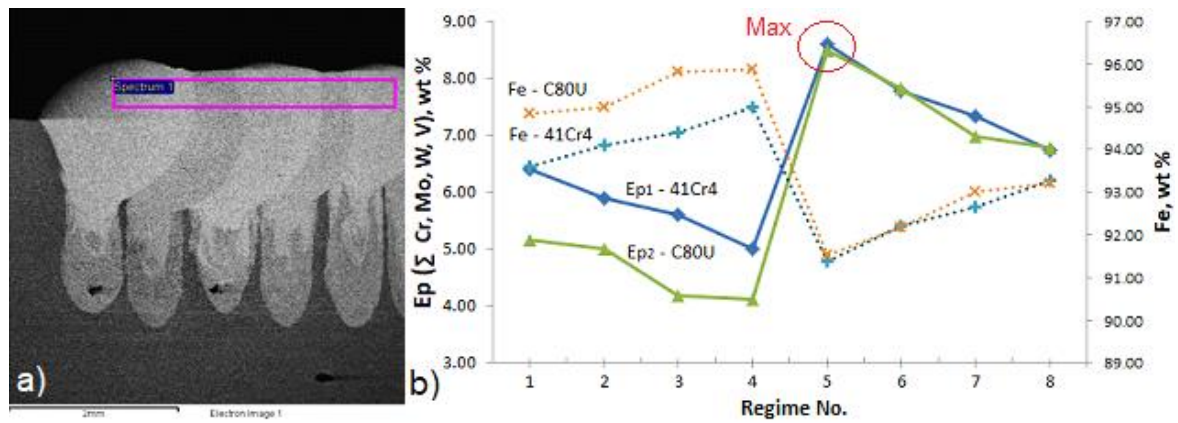 Spectrum 1
a)
2mm
Electron Image 1
b)
Ep (Σ Cr, Mo, W, V), wt %
9.00
8.00
7.00
6.00
5.00
4.00
3.00
Max
Fe - C80U
Fe - 41Cr4
Ep1 - 41Cr4
Ep2 - C80U
97.00
96.00
95.00
94.00
93.00
92.00
91.00
90.00
89.00
Fe, wt %
1 2 3 4 5 6 7 8
Regime No.